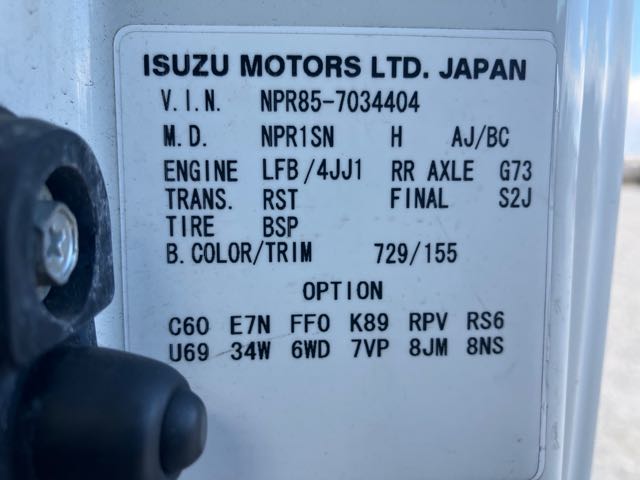 ISUZU MOTORS LTD. JAPAN
V.I.N. NPR85-7034404
M.D. NPR1SN H AJ/BC
ENGINE LFB/4JJ1 RR AXLE G73
TRANS. RST FINAL S2J
TIRE BSP
B.COLOR/TRIM 729/155
OPTION
C60 E7N FF0 K89 RPV RS6
U69 34W 6WD 7VP 8JM 8NS